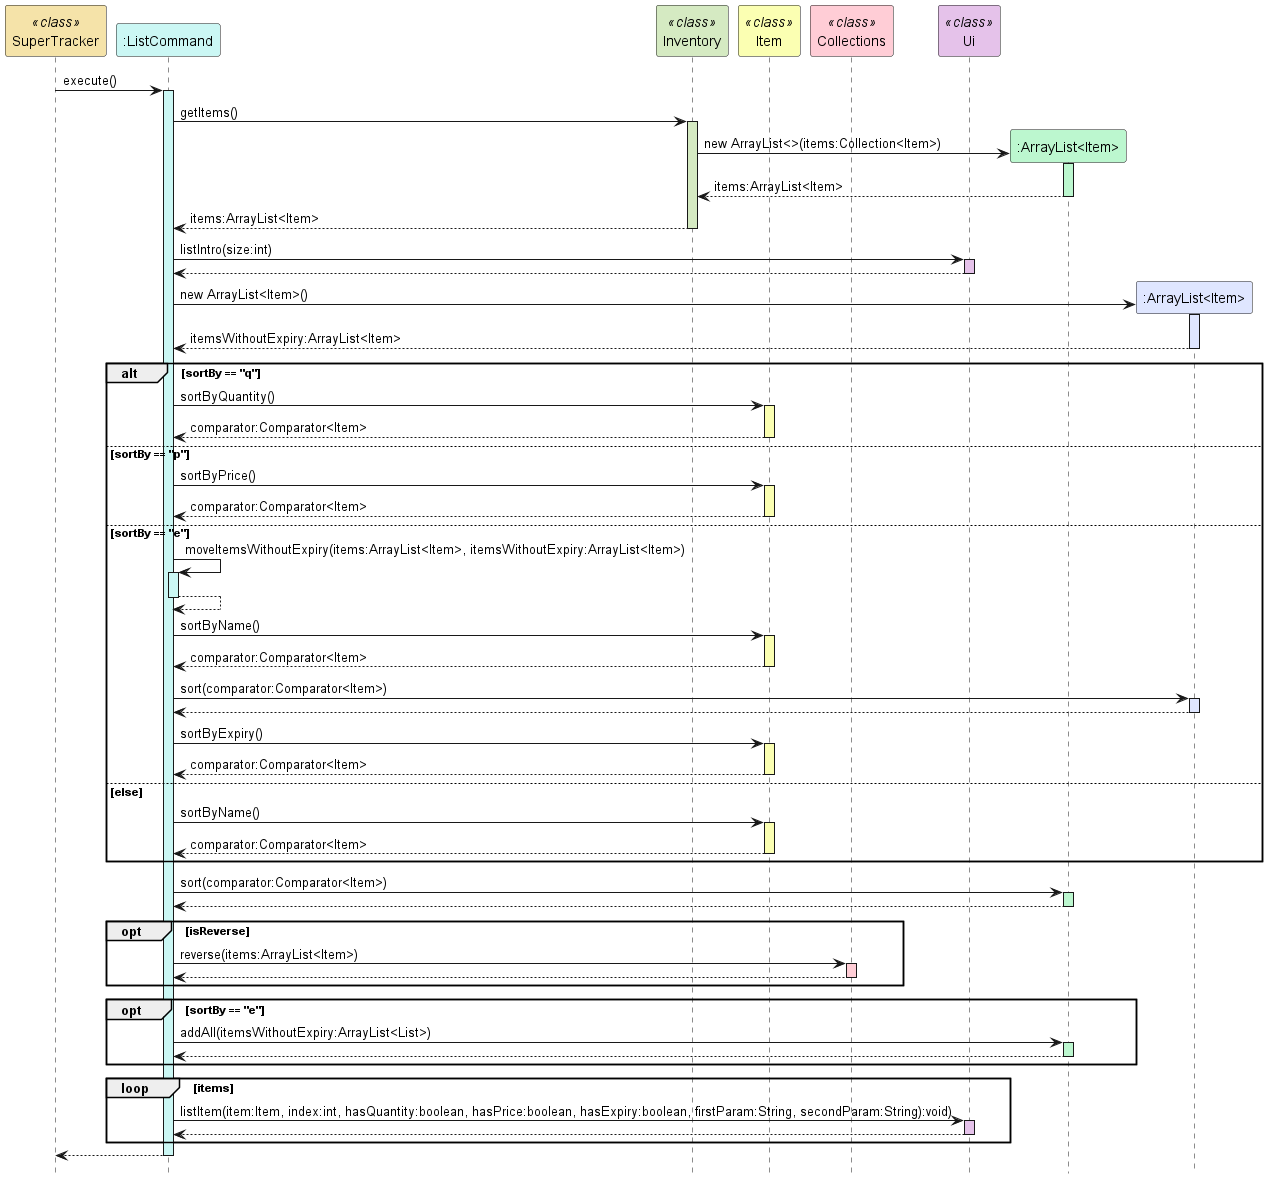 «class»
SuperTracker
:ListCommand
«class»
Inventory
«class»
Item
«class»
Collections
«class»
Ui
execute()
getItems()
new ArrayList<>(items:Collection<Item>)
:ArrayList<Item>
items:ArrayList<Item>
items:ArrayList<Item>
listIntro(size:int)
new ArrayList<Item>()
:ArrayList<Item>
itemsWithoutExpiry:ArrayList<Item>
alt [sortBy == "q"]
sortByQuantity()
comparator:Comparator<Item>
[sortBy == "p"]
sortByPrice()
comparator:Comparator<Item>
[sortBy == "e"]
moveItemsWithoutExpiry(items:ArrayList<Item>, itemsWithoutExpiry:ArrayList<Item>)
sortByName()
comparator:Comparator<Item>
sort(comparator:Comparator<Item>)
sortByExpiry()
comparator:Comparator<Item>
[else]
sortByName()
comparator:Comparator<Item>
sort(comparator:Comparator<Item>)
opt [isReverse]
reverse(items:ArrayList<Item>)
opt [sortBy == "e"]
addAll(itemsWithoutExpiry:ArrayList<List>)
loop [items]
listItem(item:Item, index:int, hasQuantity:boolean, hasPrice:boolean, hasExpiry:boolean, firstParam:String, secondParam:String):void)